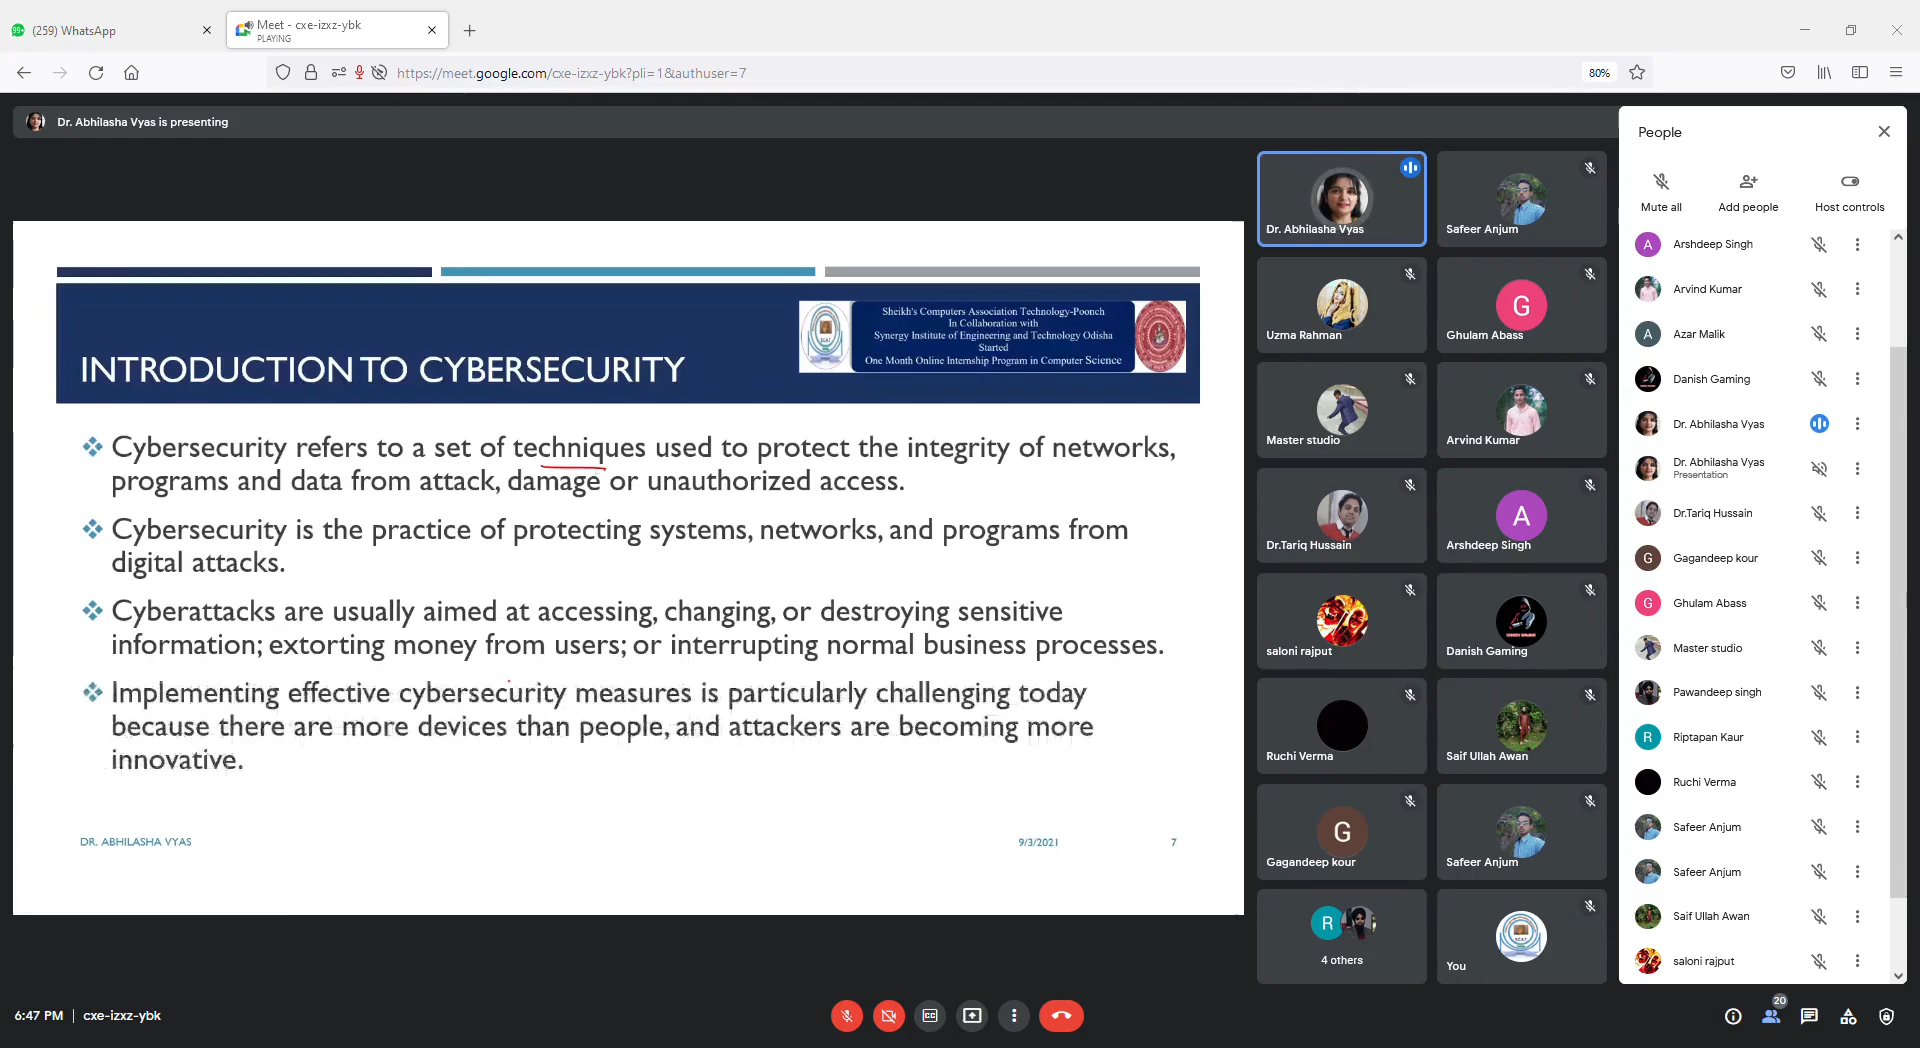 (259) WhatsApp
Meet - cxe-izxz-ybk
PLAYING
https://meet.google.com/cxe-izxz-ybk?pli=1&authuser=7
80%
Dr. Abhilasha Vyas is presenting
Sheikh's Computers Association Technology-Poonch
In Collaboration with
Synergy Institute of Engineering and Technology Odisha
Started
One Month Online Internship Program in Computer Science
INTRODUCTION TO CYBERSECURITY
Cybersecurity refers to a set of techniques used to protect the integrity of networks,
programs and data from attack, damage or unauthorized access.
Cybersecurity is the practice of protecting systems, networks, and programs from
digital attacks.
Cyberattacks are usually aimed at accessing, changing, or destroying sensitive
information; extorting money from users; or interrupting normal business processes.
Implementing effective cybersecurity measures is particularly challenging today
because there are more devices than people, and attackers are becoming more
innovative.
DR. ABHILASHA VYAS
9/3/2021
7
Dr. Abhilasha Vyas
Safeer Anjum
Uzma Rahman
G
Ghulam Abass
Master studio
Arvind Kumar
Dr.Tariq Hussain
A
Arshdeep Singh
saloni rajput
Danish Gaming
Ruchi Verma
Saif Ullah Awan
G
Gagandeep kour
Safeer Anjum
R
4 others
You
People
Mute all
Add people
Host controls
A
Arshdeep Singh
Arvind Kumar
A
Azar Malik
Danish Gaming
Dr. Abhilasha Vyas
Dr. Abhilasha Vyas
Presentation
Dr.Tariq Hussain
G
Gagandeep kour
G
Ghulam Abass
Master studio
Pawandeep singh
R
Riptapan Kaur
Ruchi Verma
Safeer Anjum
Safeer Anjum
Saif Ullah Awan
saloni rajput
6:47 PM | cxe-izxz-ybk
20